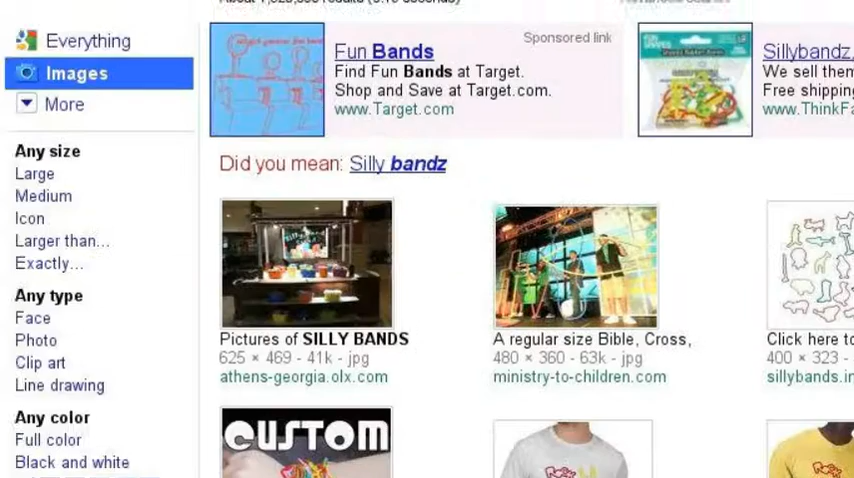 Everything
Images
More
Any size
Large
Medium
Icon
Larger than...
Exactly...
Any type
Face
Photo
Clip art
Line drawing
Any color
Full color
Black and white
Sponsored link
Fun Bands
Find Fun Bands at Target.
Shop and Save at Target.com.
www.Target.com
Sillybandz,
We sell them
Free shipping
www.ThinkFa
Did you mean: Silly bandz
Pictures of SILLY BANDS
625 × 469 - 41k - jpg
athens-georgia.olx.com
A regular size Bible, Cross,
480 × 360 - 63k - jpg
ministry-to-children.com
Click here to
400 × 323 -
sillybands.in
CUSTOM